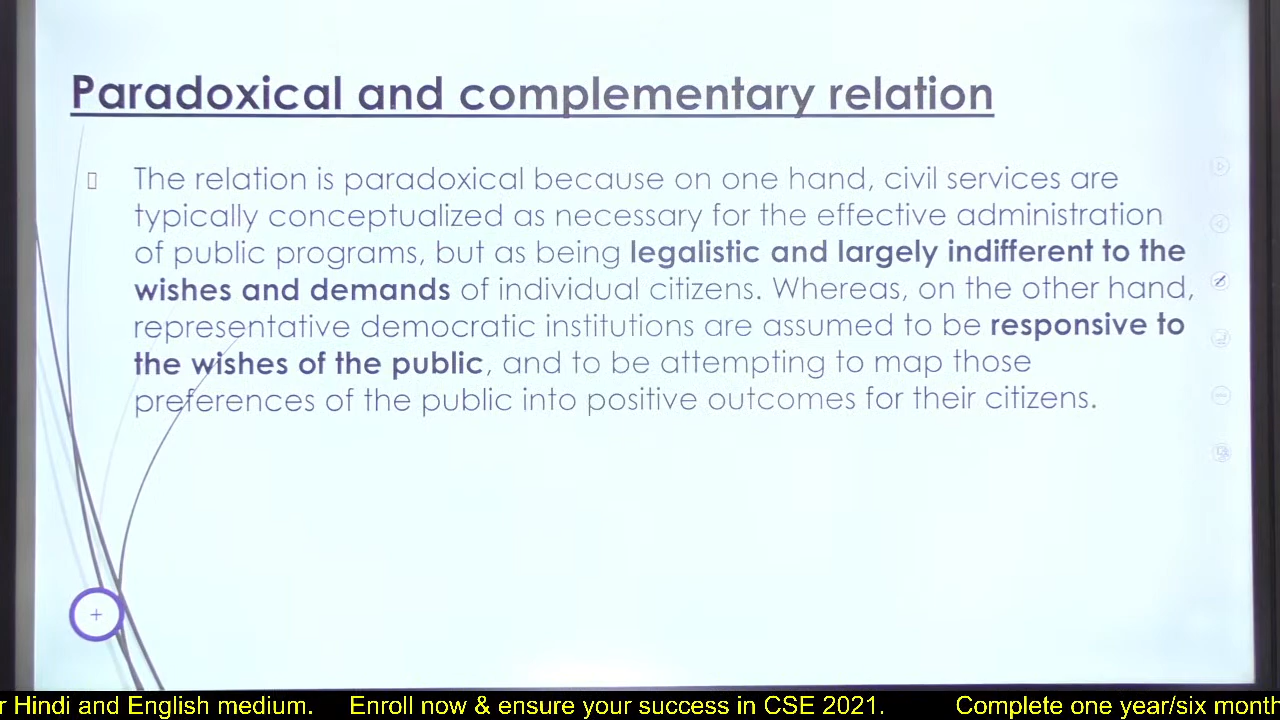 Paradoxical and complementary relation
The relation is paradoxical because on one hand, civil services are
typically conceptualized as necessary for the effective administration
of public programs, but as being legalistic and largely indifferent to the
wishes and demands of individual citizens. Whereas, on the other hand,
representative democratic institutions are assumed to be responsive to
the wishes of the public, and to be attempting to map those
preferences of the public into positive outcomes for their citizens.
+
r Hindi and English medium. Enroll now & ensure your success in CSE 2021. Complete one year/six month